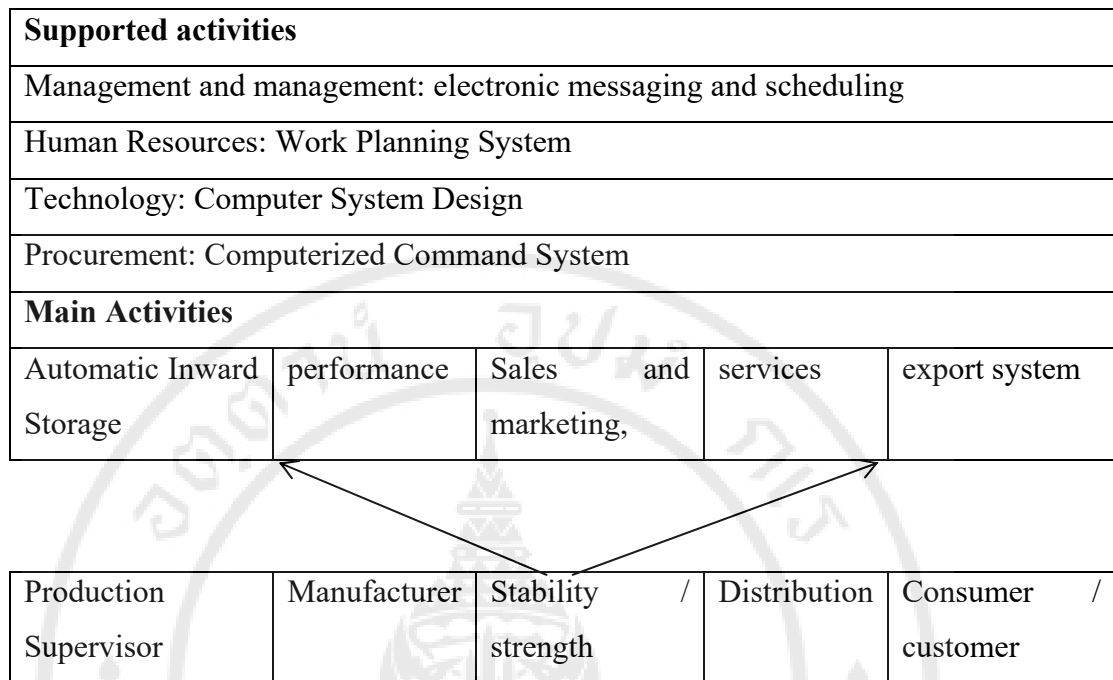 Supported activities
Management and management: electronic messaging and scheduling
Human Resources: Work Planning System
Technology: Computer System Design
Procurement: Computerized Command System
Main Activities
Automatic Inward Storage
performance
Sales and marketing,
services
export system
Production Supervisor
Manufacturer
Stability / strength
Distribution
Consumer / customer